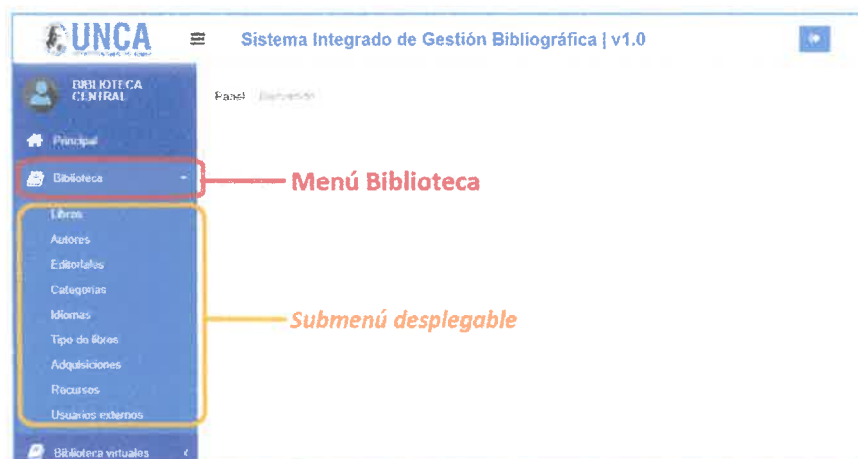 UNCA
Sistema Integrado de Gestión Bibliográfica | v1.0
BIBLIOTECA
CENTRAL
Panel Bienvenido
Principal
Biblioteca
Menú Biblioteca
Libros
Autores
Editoriales
Categorias
Idiomas
Tipo de libros
Adquisiciones
Recursos
Usuarios externos
Submenú desplegable
Biblioteca virtuales